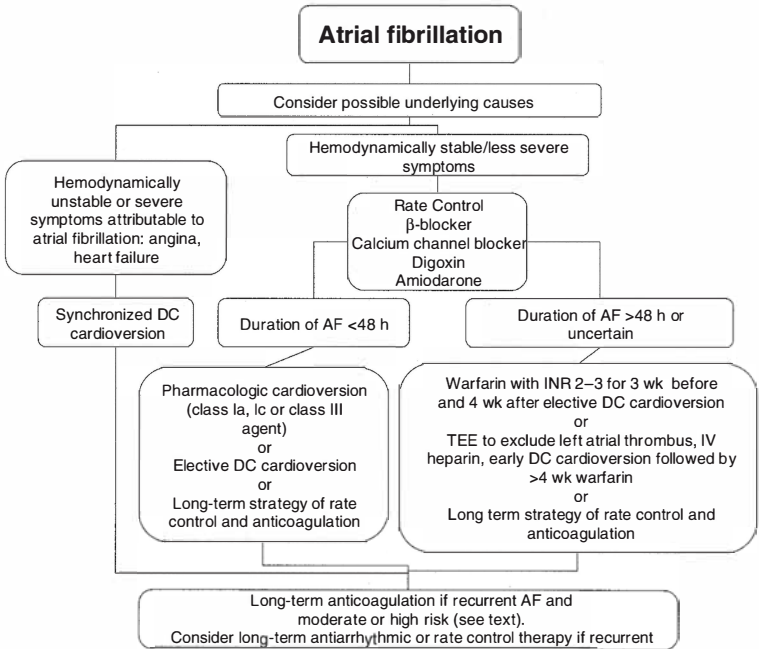 Atrial fibrillation
Consider possible underlying causes
Hemodynamically
unstable or severe
symptoms attributable to
atrial fibrillation: angina,
heart failure
Synchronized DC
cardioversion
Hemodynamically stable/less severe
symptoms
Rate Control
β-blocker
Calcium channel blocker
Digoxin
Amiodarone
Duration of AF <48 h
Pharmacologic cardioversion
(class Ia, Ic or class III
agent)
or
Elective DC cardioversion
or
Long-term strategy of rate
control and anticoagulation
Duration of AF >48 h or
uncertain
Warfarin with INR 2–3 for 3 wk before
and 4 wk after elective DC cardioversion
or
TEE to exclude left atrial thrombus, IV
heparin, early DC cardioversion followed by
>4 wk warfarin
or
Long term strategy of rate control and
anticoagulation
Long-term anticoagulation if recurrent AF and
moderate or high risk (see text).
Consider long-term antiarrhythmic or rate control therapy if recurrent